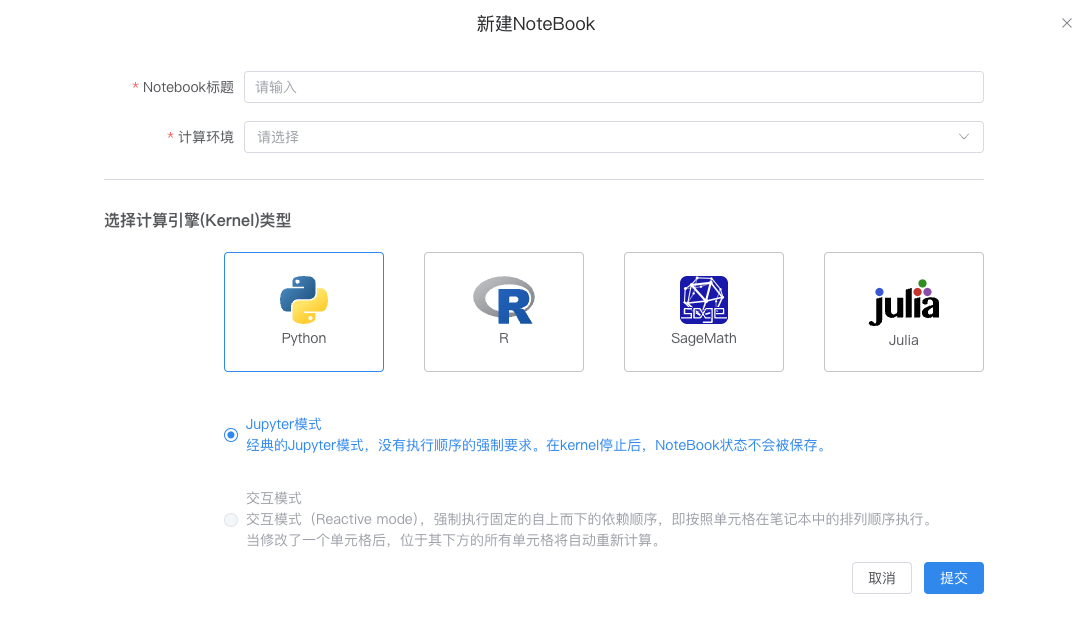 新建NoteBook
* Notebook标题
请输入
* 计算环境
请选择
选择计算引擎(Kernel)类型
Python
R
R
sage
SageMath
julia
Julia
Jupyter模式
经典的Jupyter模式，没有执行顺序的强制要求。在kernel停止后，NoteBook状态不会被保存。
交互模式
交互模式（Reactive mode），强制执行固定的自上而下的依赖顺序，即按照单元格在笔记本中的排列顺序执行。
当修改了一个单元格后，位于其下方的所有单元格将自动重新计算。
取消
提交